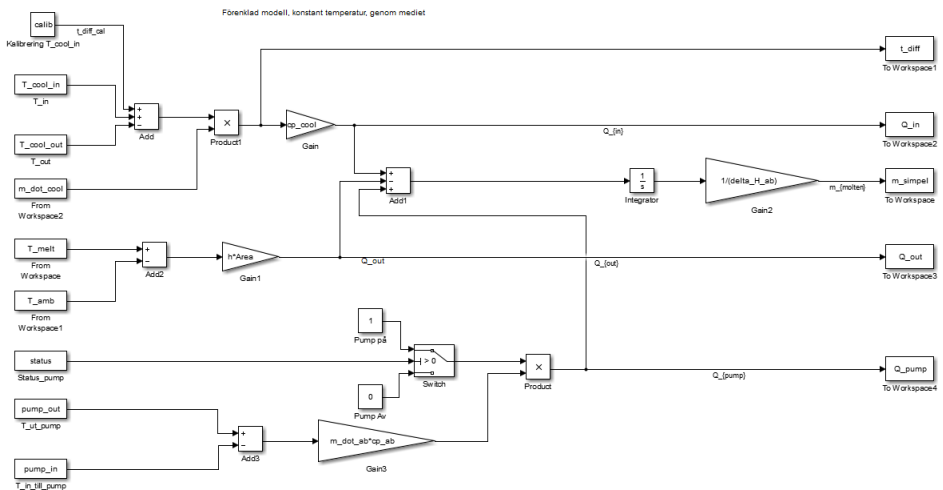 Förenklad modell, konstant temperatur, genom mediet
calib
t_diff_cal
Kalibrering T_cool_in
t_diff
To Workspace1
T_cool_in
T_in
+
+
−
Add
×
Product1
cp_cool
Gain
Q_{in}
Q_in
To Workspace2
T_cool_out
T_out
m_dot_cool
From
Workspace2
+
−
+
Add1
1
s
Integrator
1/(delta_H_ab)
Gain2
m_{molten}
m_simpel
To Workspace
T_melt
From
Workspace
+
−
Add2
h*Area
Gain1
Q_out
Q_{out}
Q_out
To Workspace3
T_amb
From
Workspace1
1
Pump på
status
Status_pump
> 0
Switch
0
Pump Av
×
Product
Q_{pump}
Q_pump
To Workspace4
pump_out
T_ut_pump
+
−
Add3
m_dot_ab*cp_ab
Gain3
pump_in
T_in_till_pump